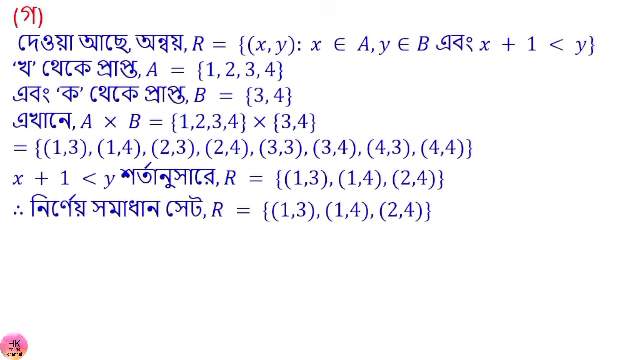 (গ)
দেওয়া আছে, অন্বয়, R = {(x, y): x ∈ A, y ∈ B এবং x + 1 < y}
‘খ’ থেকে প্রাপ্ত, A = {1, 2, 3, 4}
এবং ‘ক’ থেকে প্রাপ্ত, B = {3, 4}
এখানে, A × B = {1,2,3,4} × {3,4}
= {(1,3), (1,4), (2,3), (2,4), (3,3), (3,4), (4,3), (4,4)}
x + 1 < y শর্তানুসারে, R = {(1,3), (1,4), (2,4)}
∴ নির্ণেয় সমাধান সেট, R = {(1,3), (1,4), (2,4)}
HK